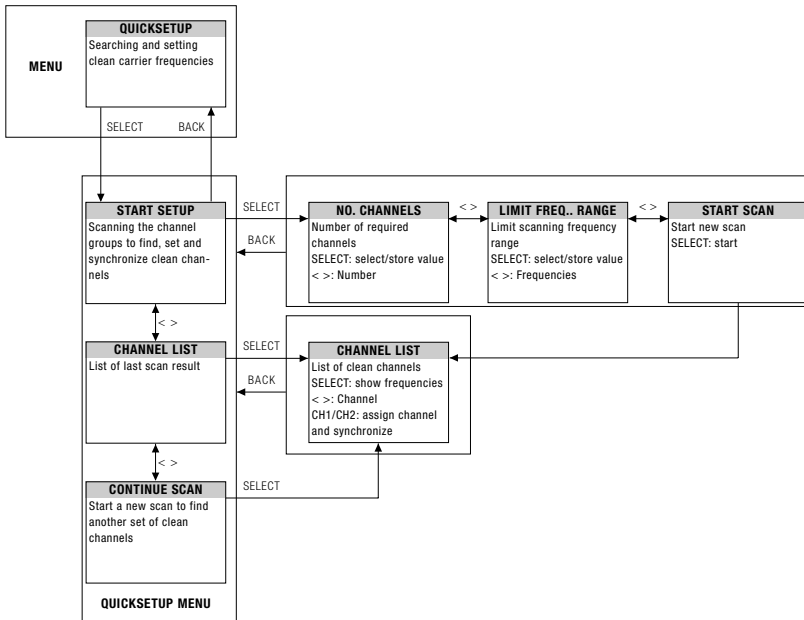 QUICKSETUP
Searching and setting
clean carrier frequencies
MENU
SELECT
BACK
START SETUP
Scanning the channel
groups to find, set and
synchronize clean chan-
nels
SELECT
BACK
NO. CHANNELS
Number of required
channels
SELECT: select/store value
< >: Number
< >
LIMIT FREQ.. RANGE
Limit scanning frequency
range
SELECT: select/store value
< >: Frequencies
< >
START SCAN
Start new scan
SELECT: start
< >
CHANNEL LIST
List of last scan result
SELECT
BACK
CHANNEL LIST
List of clean channels
SELECT: show frequencies
< >: Channel
CH1/CH2: assign channel
and synchronize
< >
CONTINUE SCAN
Start a new scan to find
another set of clean
channels
SELECT
QUICKSETUP MENU